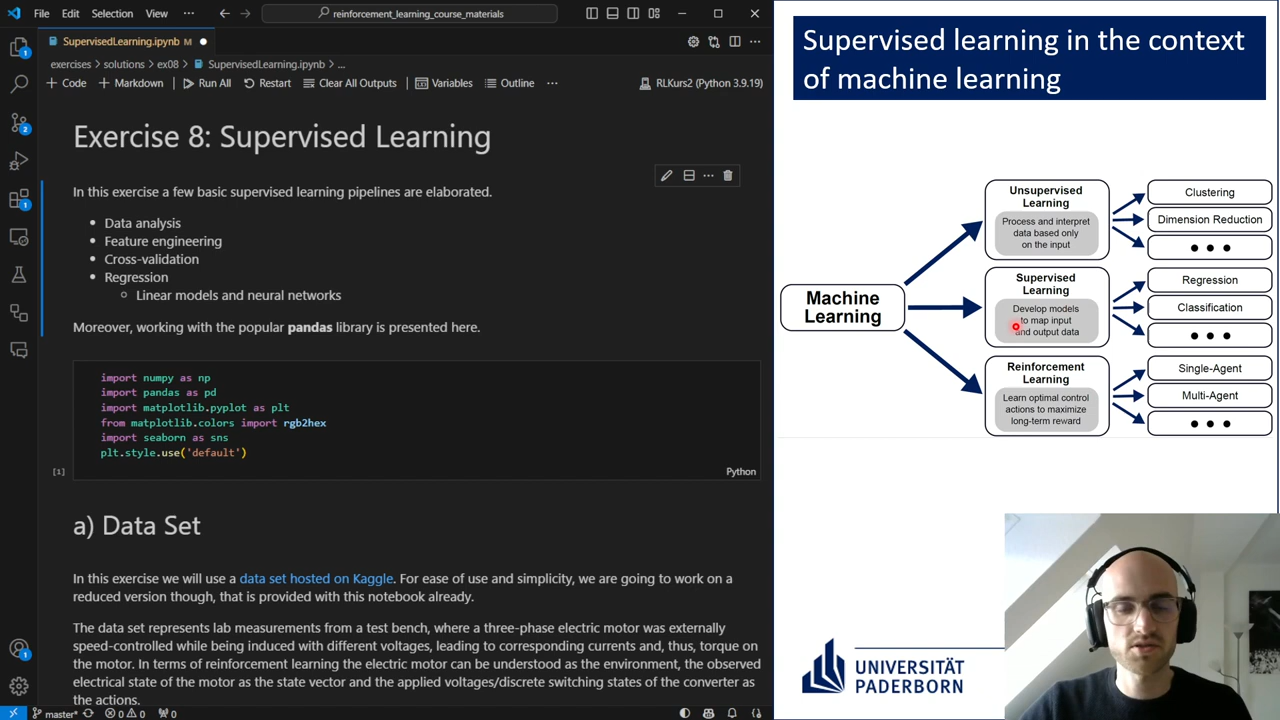 File Edit Selection View ···
reinforcement_learning_course_materials
SupervisedLearning.ipynb M
exercises > solutions > ex08 > SupervisedLearning.ipynb > ...
+ Code + Markdown Run All Restart Clear All Outputs Variables Outline ··· RLKurs2 (Python 3.9.19)
Exercise 8: Supervised Learning
In this exercise a few basic supervised learning pipelines are elaborated.
• Data analysis
• Feature engineering
• Cross-validation
• Regression
◦ Linear models and neural networks
Moreover, working with the popular pandas library is presented here.
import numpy as np
import pandas as pd
import matplotlib.pyplot as plt
from matplotlib.colors import rgb2hex
import seaborn as sns
plt.style.use('default')
[1]
Python
a) Data Set
In this exercise we will use a data set hosted on Kaggle. For ease of use and simplicity, we are going to work on a
reduced version though, that is provided with this notebook already.
The data set represents lab measurements from a test bench, where a three-phase electric motor was externally
speed-controlled while being induced with different voltages, leading to corresponding currents and, thus, torque on
the motor. In terms of reinforcement learning the electric motor can be understood as the environment, the observed
electrical state of the motor as the state vector and the applied voltages/discrete switching states of the converter as
the actions.
1
2
1
1
master* 0 0 0
Supervised learning in the context
of machine learning
Machine
Learning
Unsupervised
Learning
Process and interpret
data based only
on the input
Clustering
Dimension Reduction
• • •
Supervised
Learning
Develop models
to map input
and output data
Regression
Classification
• • •
Reinforcement
Learning
Learn optimal control
actions to maximize
long-term reward
Single-Agent
Multi-Agent
• • •
UNIVERSITÄT
PADERBORN